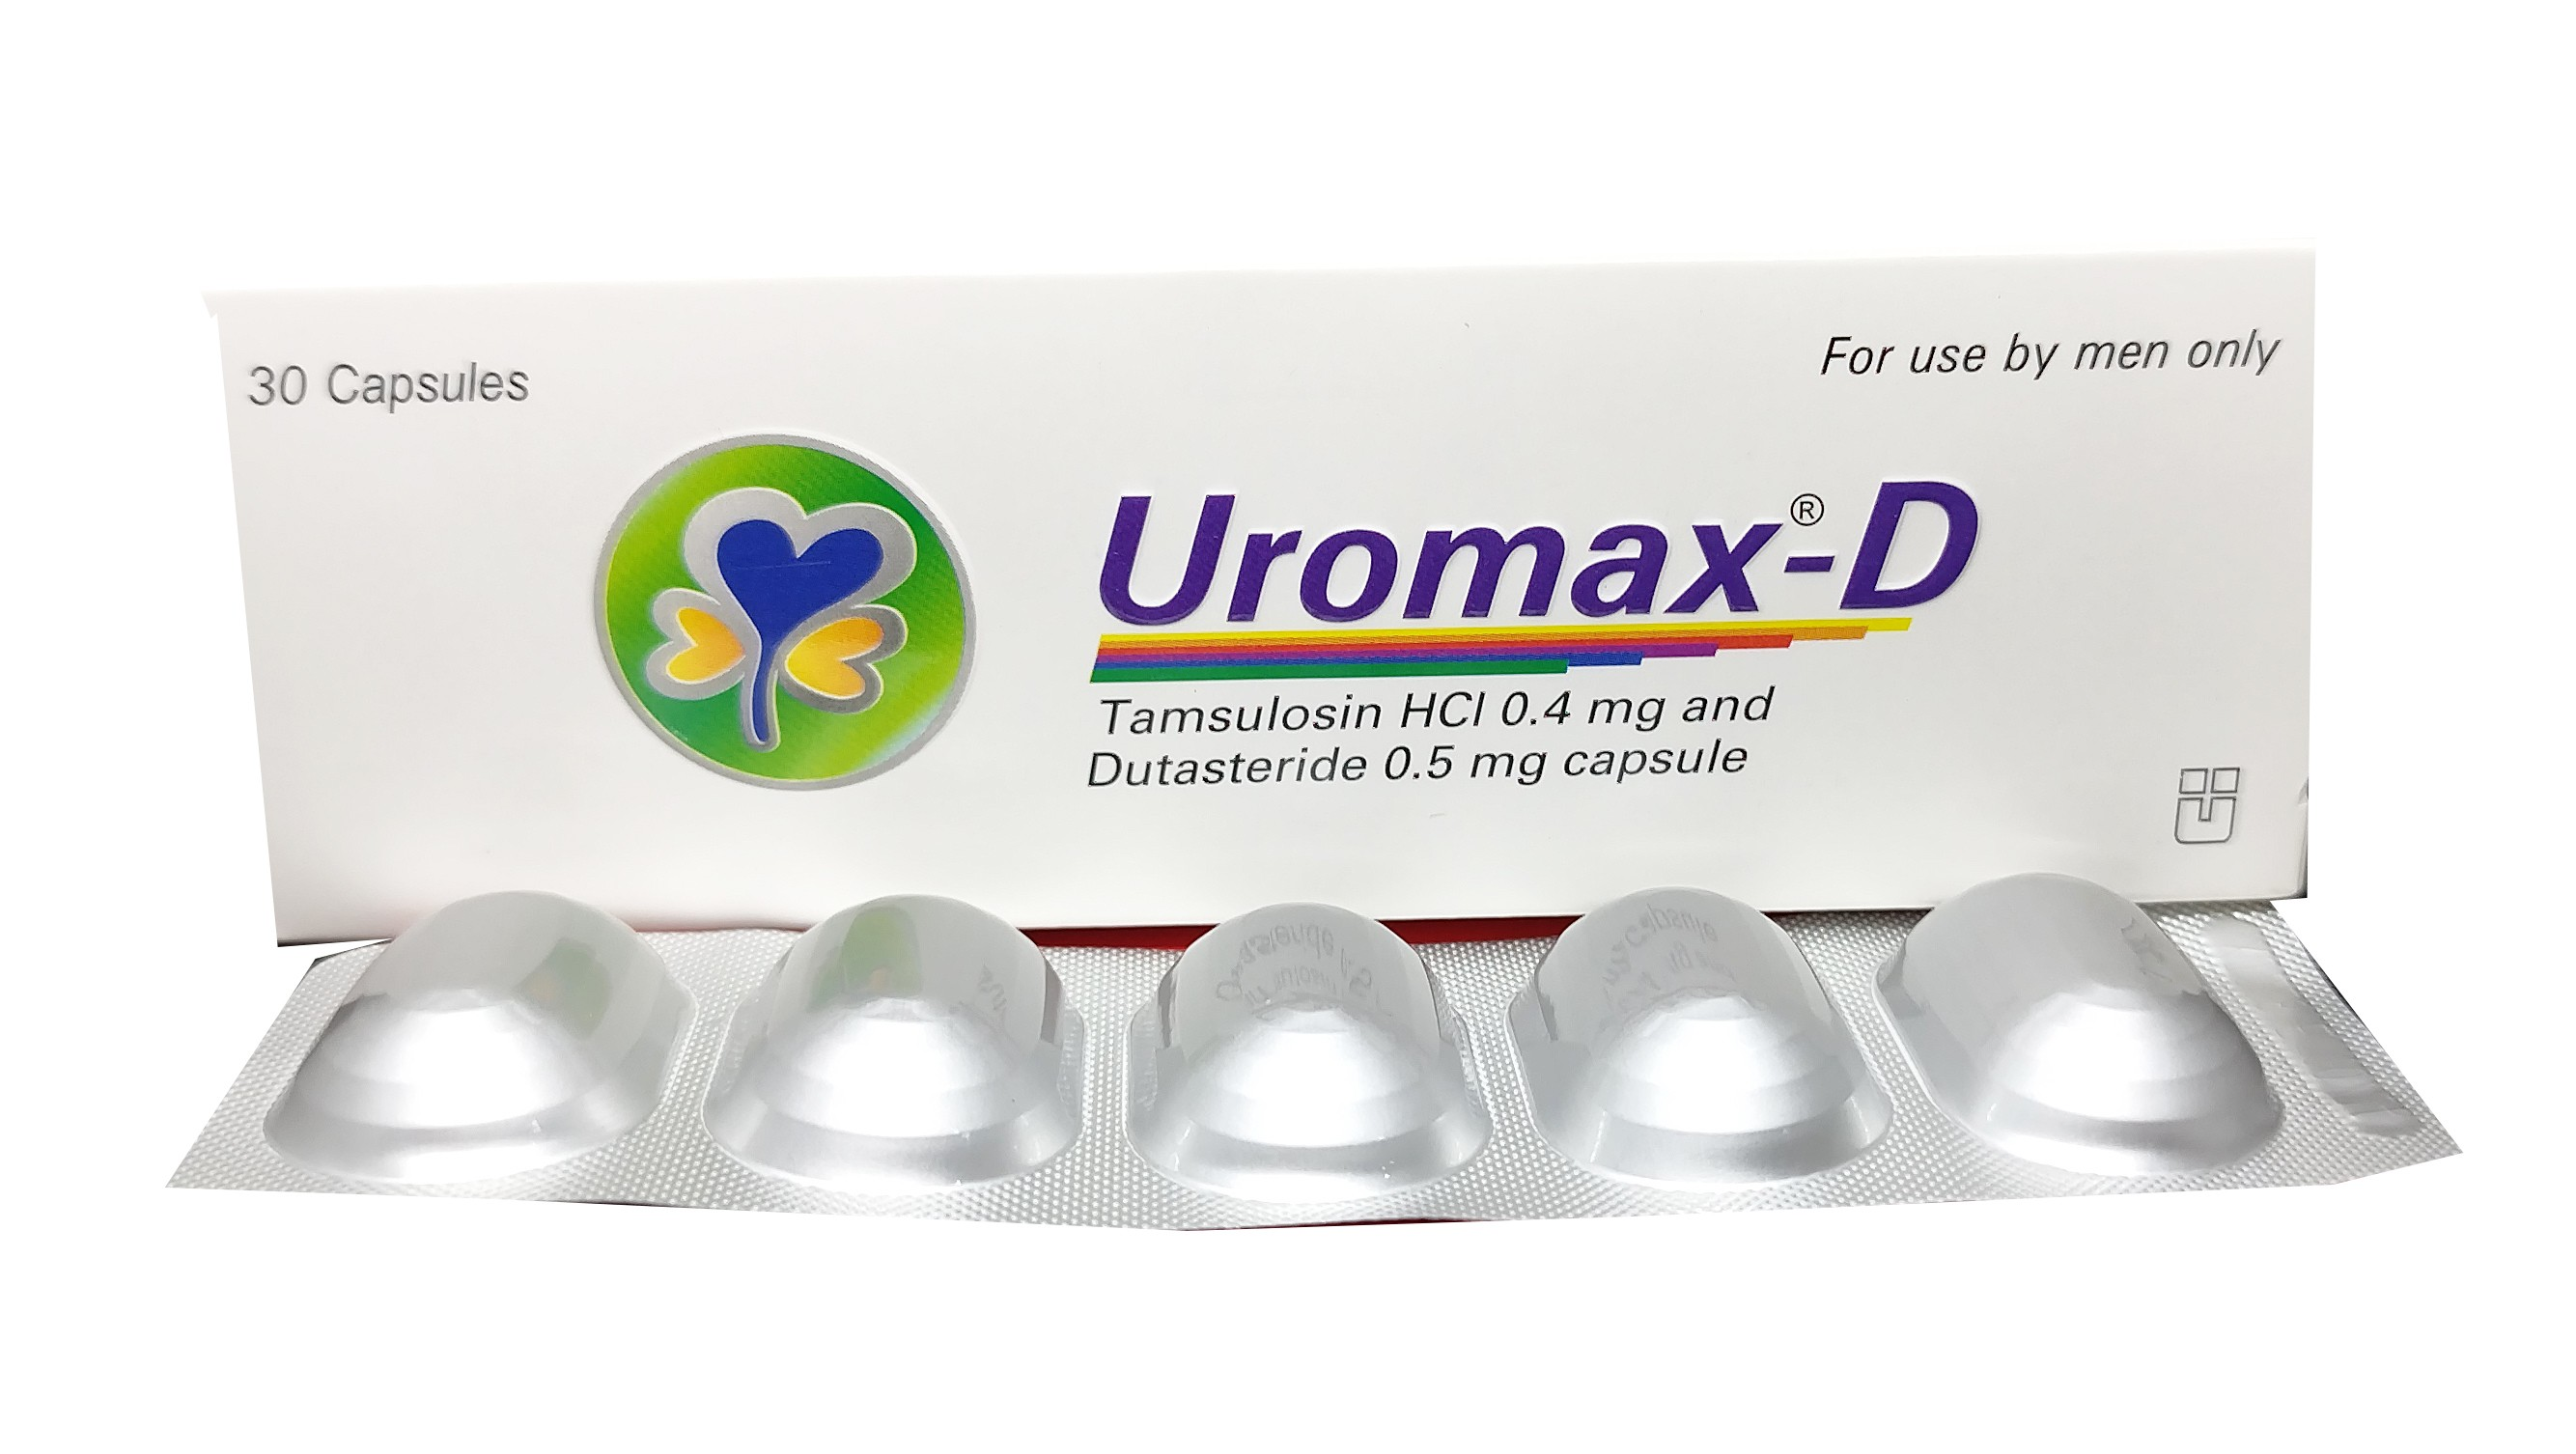 30 Capsules
For use by men only
Uromax®-D
Tamsulosin HCl 0.4 mg and
Dutasteride 0.5 mg capsule